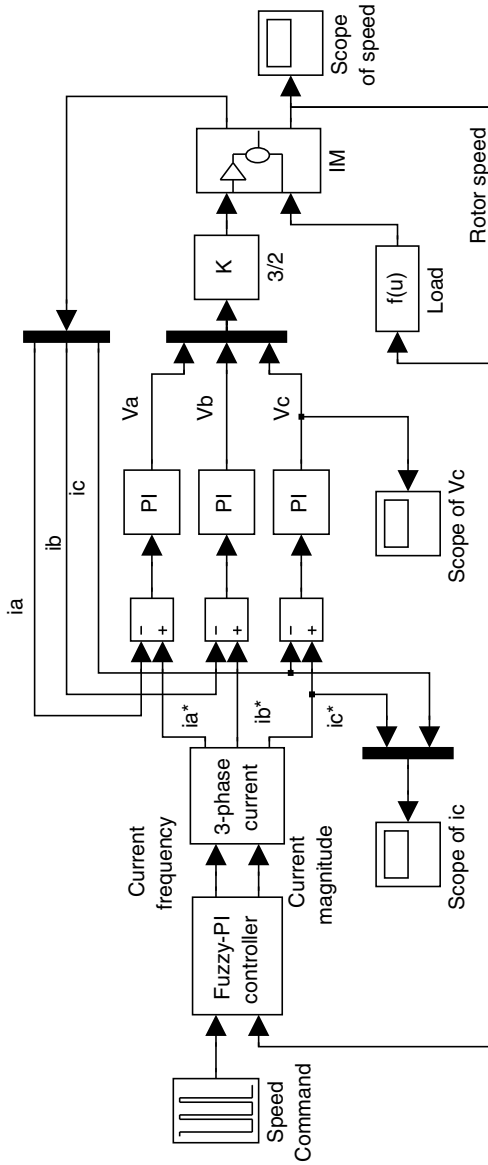 Speed
Command
Fuzzy-PI
controller
Current
frequency
Current
magnitude
3-phase
current
ia*
ib*
ic*
ia
ib
ic
−
+
−
+
−
+
PI
PI
PI
Va
Vb
Vc
K
3/2
IM
f(u)
Load
Rotor speed
Scope
of speed
Scope of Vc
Scope of ic